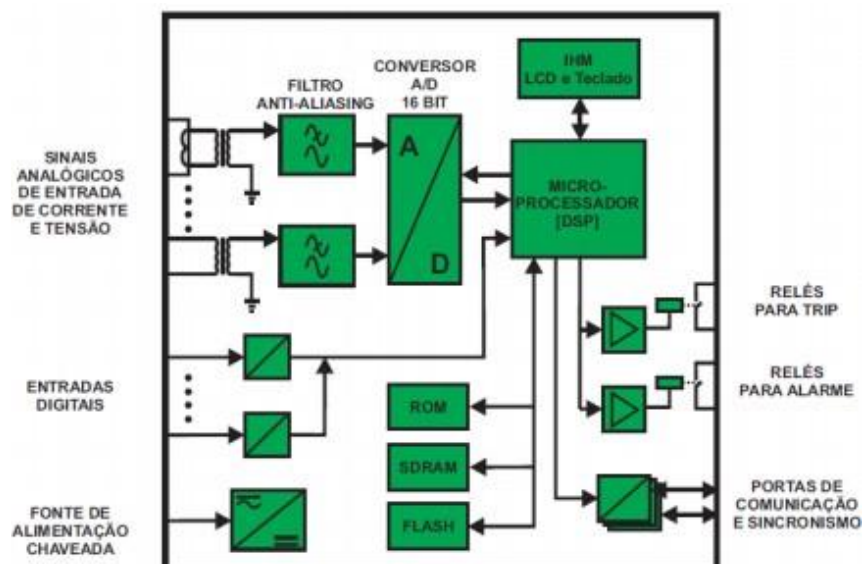 IHM
LCD e Teclado
CONVERSOR
A/D
16 BIT
FILTRO
ANTI-ALIASING
A
D
MICRO-
PROCESSADOR
[DSP]
SINAIS
ANALÓGICOS
DE ENTRADA
DE CORRENTE
E TENSÃO
RELÉS
PARA TRIP
RELÉS
PARA ALARME
ENTRADAS
DIGITAIS
ROM
SDRAM
FLASH
PORTAS DE
COMUNICAÇÃO
E SINCRONISMO
FONTE DE
ALIMENTAÇÃO
CHAVEADA